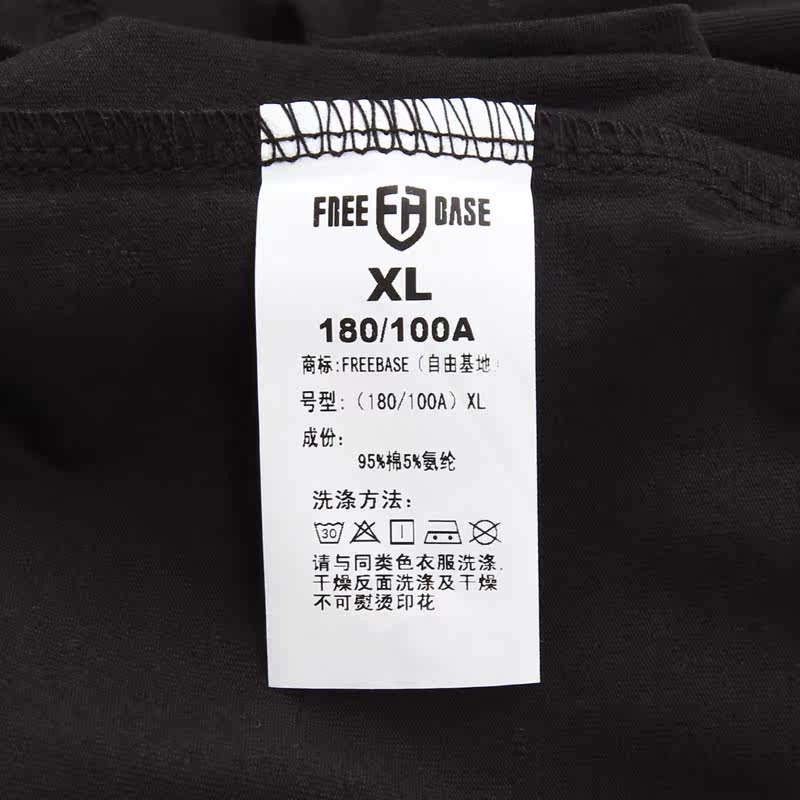 FREE FA BASE
XL
180/100A
商标:FREEBASE（自由基地）
号型:（180/100A）XL
成份:
95%棉5%氨纶
洗涤方法:
30
请与同类色衣服洗涤.
干燥反面洗涤及干燥
不可熨烫印花